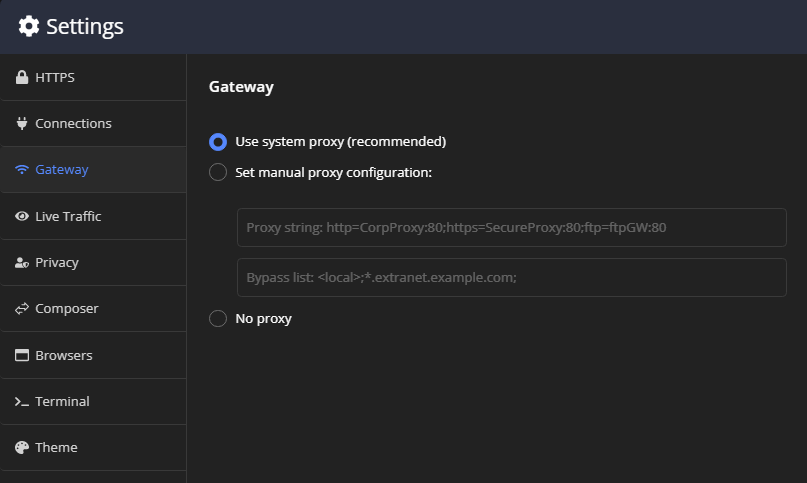 Settings
HTTPS
Connections
Gateway
Live Traffic
Privacy
Composer
Browsers
Terminal
Theme
Gateway
Use system proxy (recommended)
Set manual proxy configuration:
Proxy string: http=CorpProxy:80;https=SecureProxy:80;ftp=ftpGW:80
Bypass list: <local>;*.extranet.example.com;
No proxy